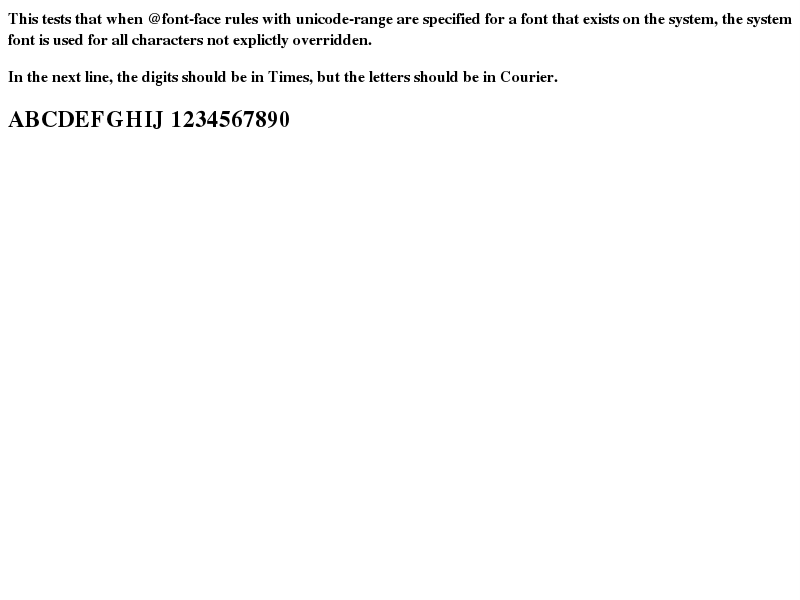 This tests that when @font-face rules with unicode-range are specified for a font that exists on the system, the system
font is used for all characters not explictly overridden.
In the next line, the digits should be in Times, but the letters should be in Courier.
ABCDEFGHIJ 1234567890